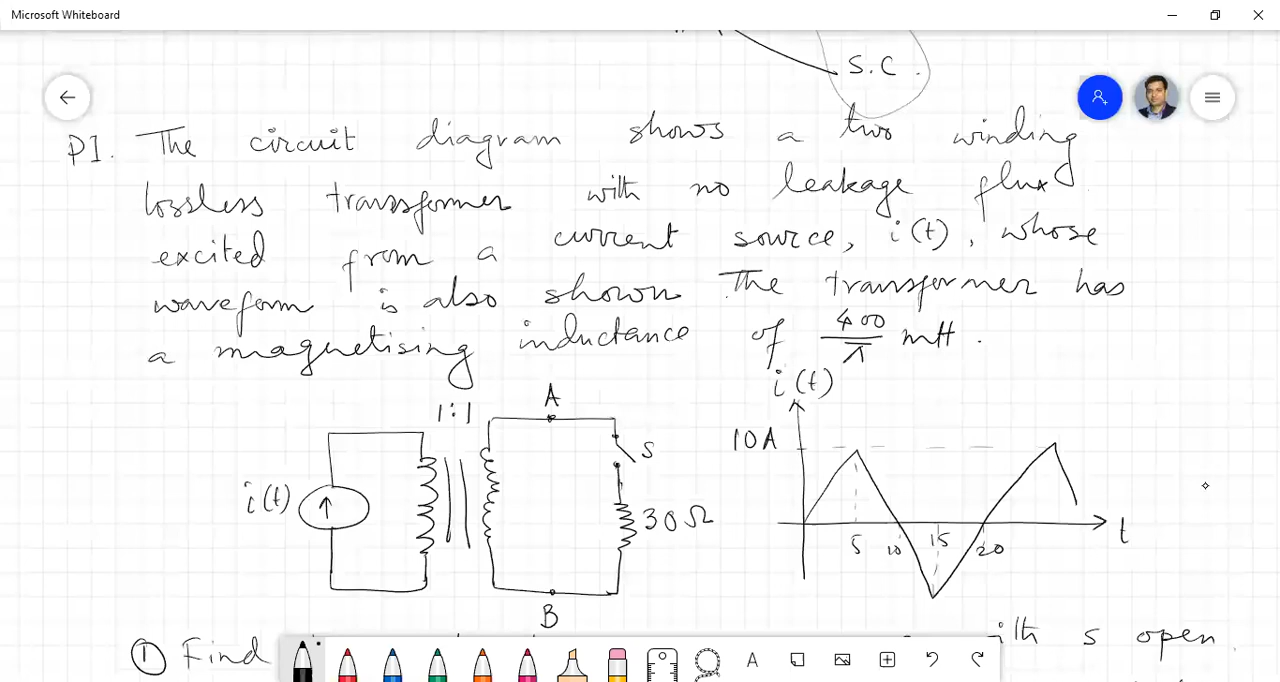 Microsoft Whiteboard
S.C.
P1. The circuit diagram shows a two winding
lossless transformer with no leakage flux
excited from a current source, i(t), whose
waveform is also shown. The transformer has
a magnetising inductance of 400/π mH.
i(t)
A
1:1
10A
S
i(t)
30Ω
5 10 15 20
t
B
① Find
with s open